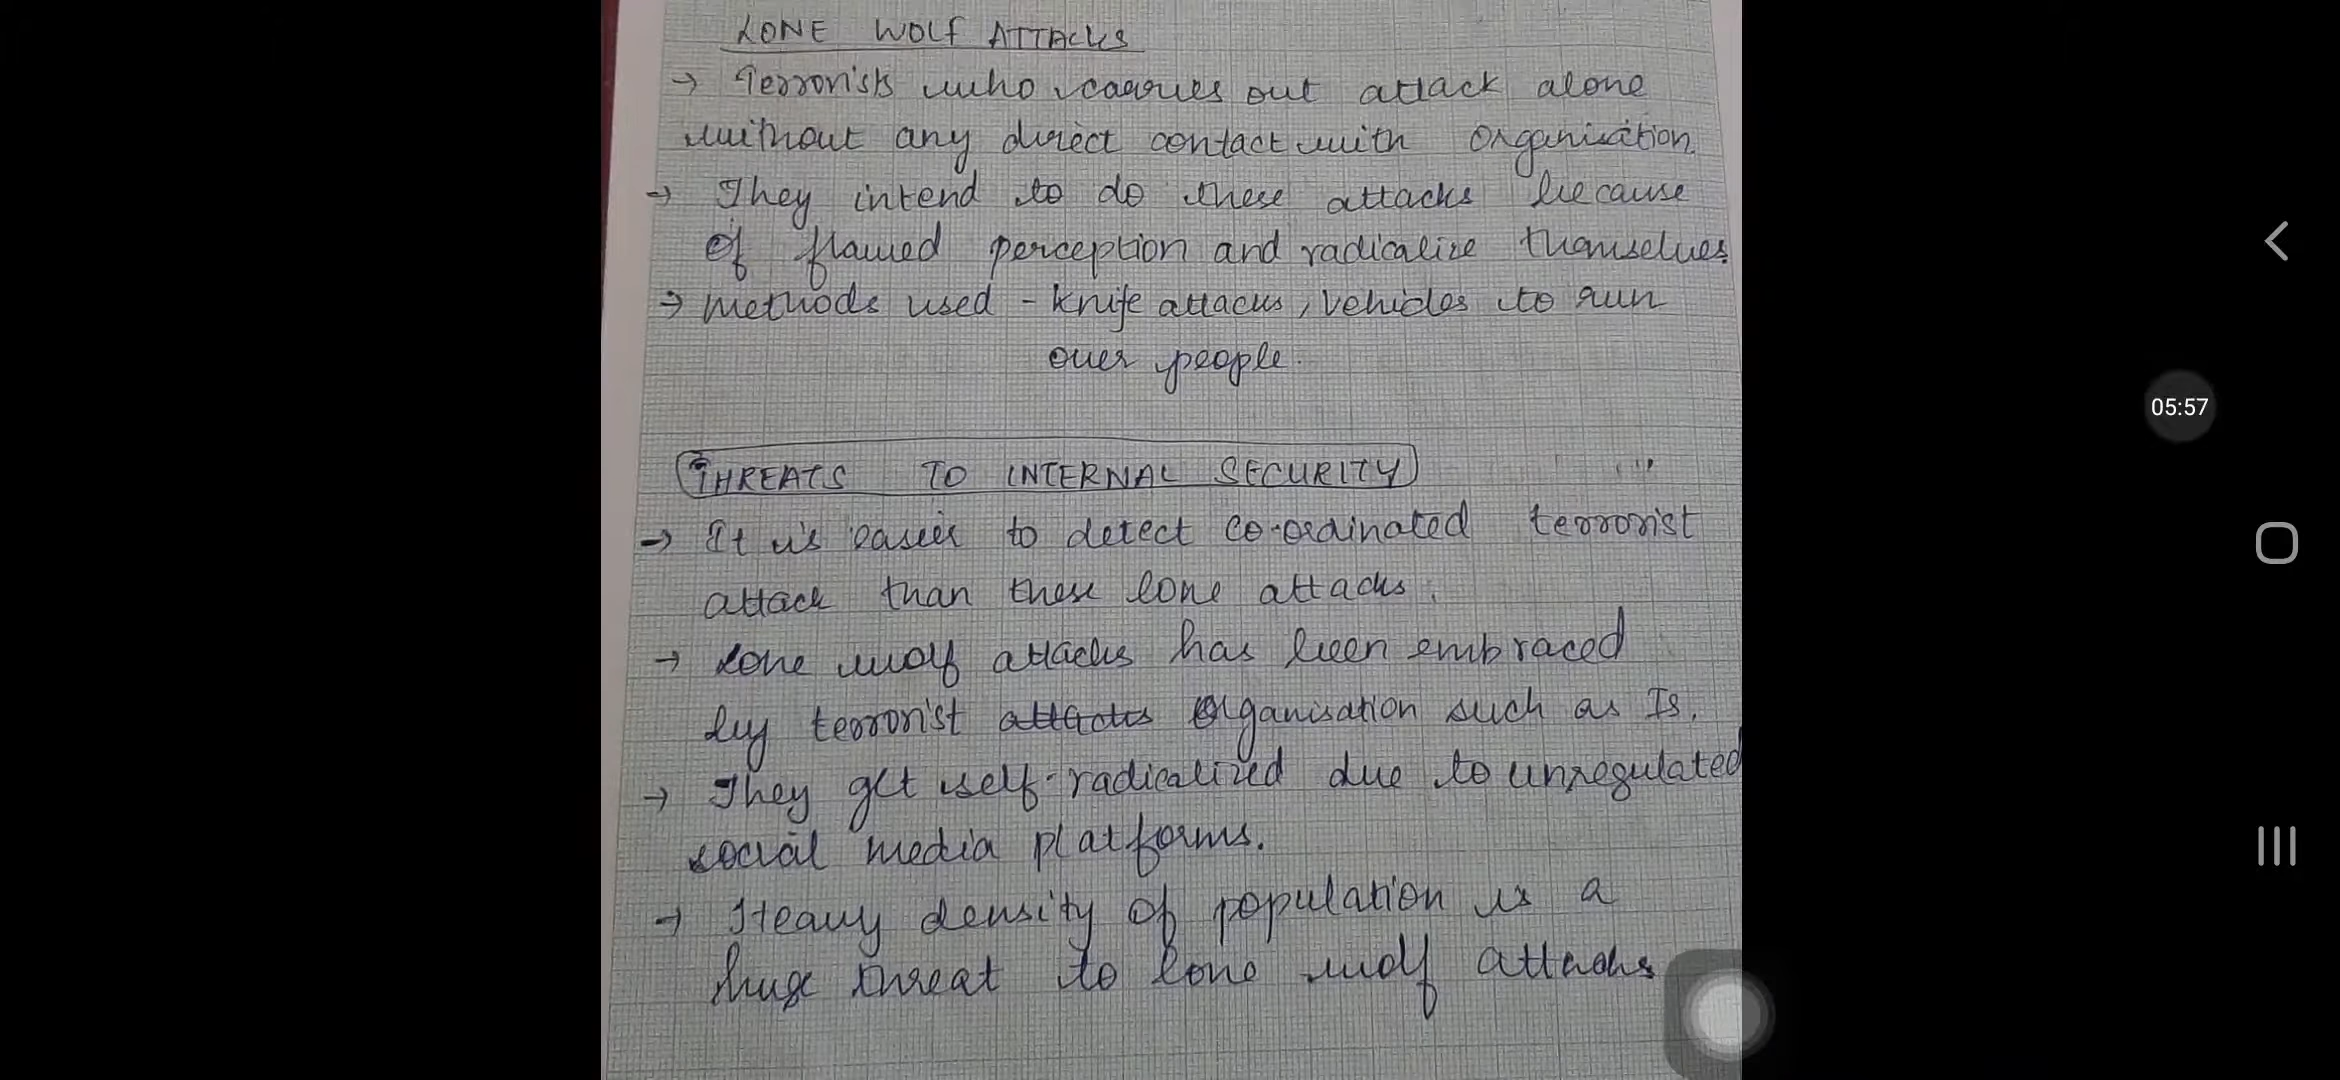 LONE WOLF ATTACKS
→ Terrorists who carries out attack alone
without any direct contact with organisation.
→ They intend to do these attacks because
of flawed perception and radicalize themselves.
→ methods used - knife attacks, vehicles to run
over people.
THREATS TO INTERNAL SECURITY
→ It is easier to detect co-ordinated terrorist
attack than these lone attacks.
→ Lone wolf attacks has been embraced
by terrorist attacks organisation such as Is.
→ They get self-radicalized due to unregulated
social media platforms.
→ Heavy density of population is a
huge threat to lone wolf attacks
05:57